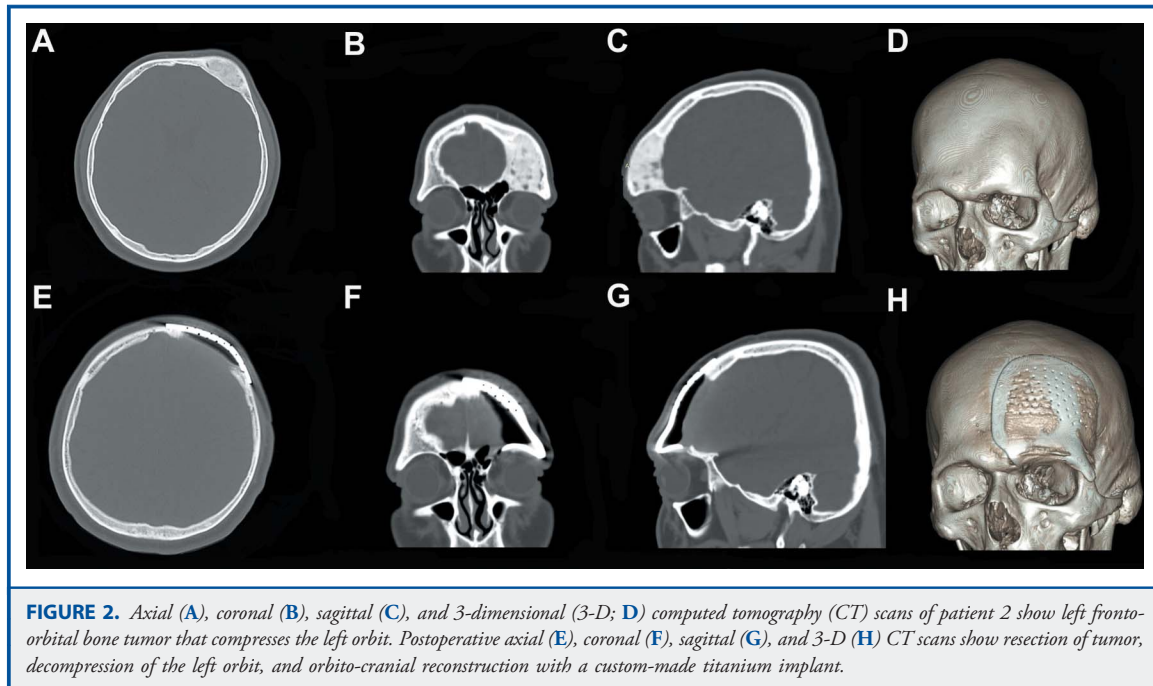 A
B
C
D
E
F
G
H
FIGURE 2. Axial (A), coronal (B), sagittal (C), and 3-dimensional (3-D; D) computed tomography (CT) scans of patient 2 show left fronto-
orbital bone tumor that compresses the left orbit. Postoperative axial (E), coronal (F), sagittal (G), and 3-D (H) CT scans show resection of tumor,
decompression of the left orbit, and orbito-cranial reconstruction with a custom-made titanium implant.